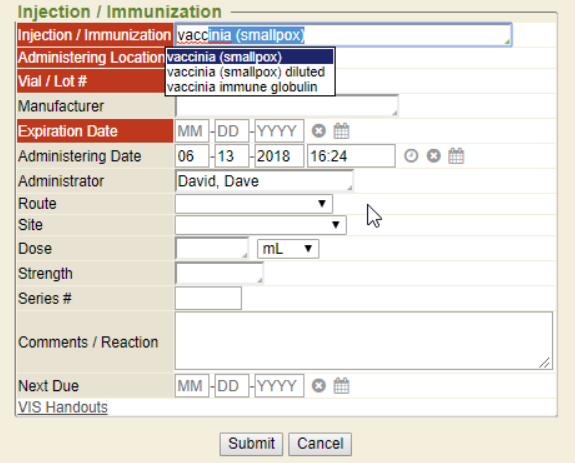 Injection / Immunization
Injection / Immunization vaccinia (smallpox)
Administering Location vaccinia (smallpox)
vaccinia (smallpox) diluted
Vial / Lot #
vaccinia immune globulin
Manufacturer
Expiration Date MM - DD - YYYY
Administering Date 06 - 13 - 2018 16:24
Administrator David, Dave
Route
Site
Dose mL
Strength
Series #
Comments / Reaction
Next Due MM - DD - YYYY
VIS Handouts
Submit Cancel